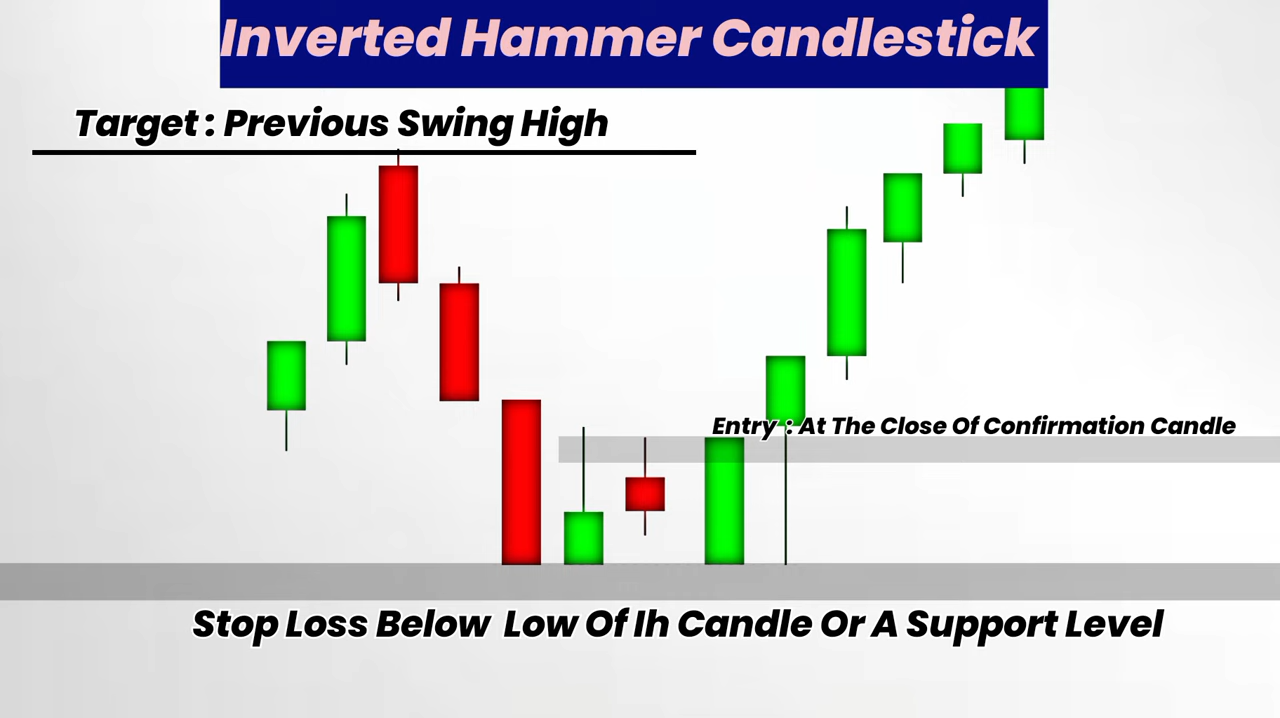 Inverted Hammer Candlestick
Target : Previous Swing High
Entry : At The Close Of Confirmation Candle
Stop Loss Below Low Of Ih Candle Or A Support Level